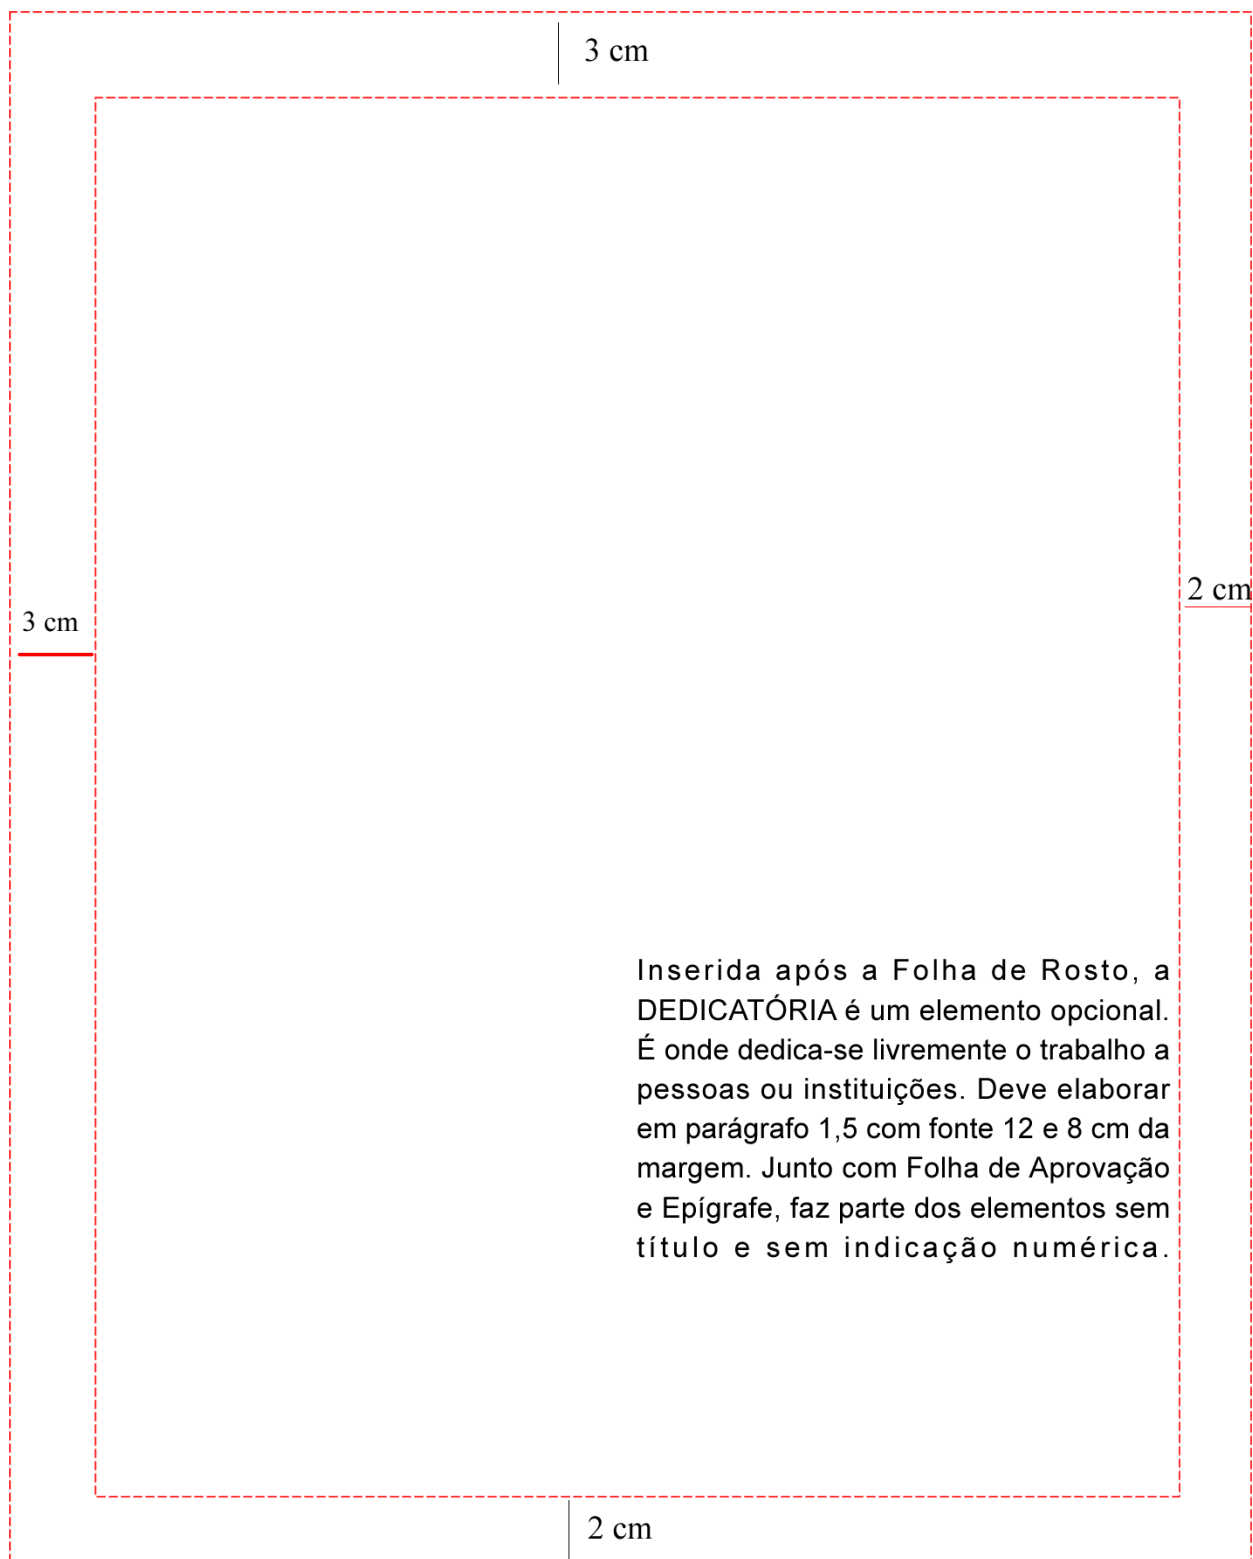 3 cm
2 cm
3 cm
Inserida após a Folha de Rosto, a
DEDICATÓRIA é um elemento opcional.
É onde dedica-se livremente o trabalho a
pessoas ou instituições. Deve elaborar
em parágrafo 1,5 com fonte 12 e 8 cm da
margem. Junto com Folha de Aprovação
e Epígrafe, faz parte dos elementos sem
título e sem indicação numérica.
2 cm